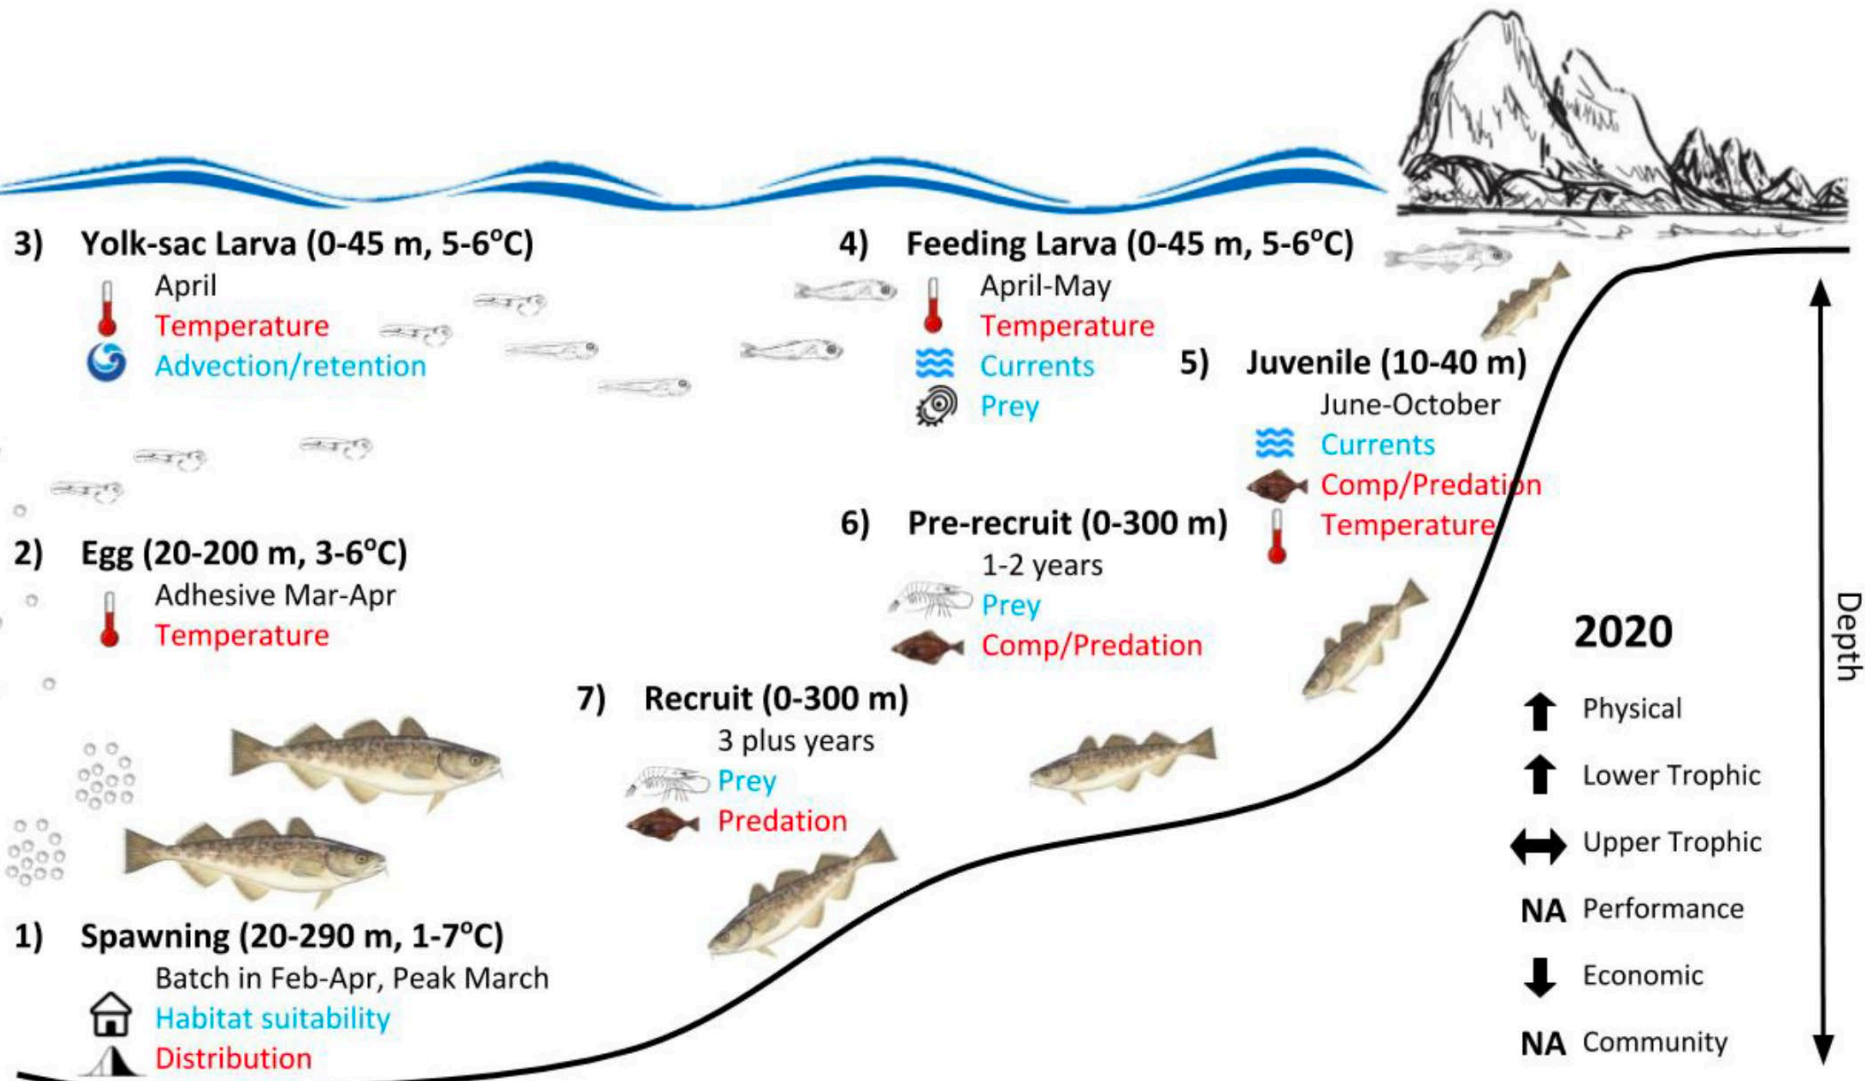 3) Yolk-sac Larva (0-45 m, 5-6°C)
April
Temperature
Advection/retention
4) Feeding Larva (0-45 m, 5-6°C)
April-May
Temperature
Currents
Prey
5) Juvenile (10-40 m)
June-October
Currents
Comp/Predation
Temperature
2) Egg (20-200 m, 3-6°C)
Adhesive Mar-Apr
Temperature
6) Pre-recruit (0-300 m)
1-2 years
Prey
Comp/Predation
7) Recruit (0-300 m)
3 plus years
Prey
Predation
1) Spawning (20-290 m, 1-7°C)
Batch in Feb-Apr, Peak March
Habitat suitability
Distribution
2020
Physical
Lower Trophic
Upper Trophic
NA Performance
Economic
NA Community
Depth